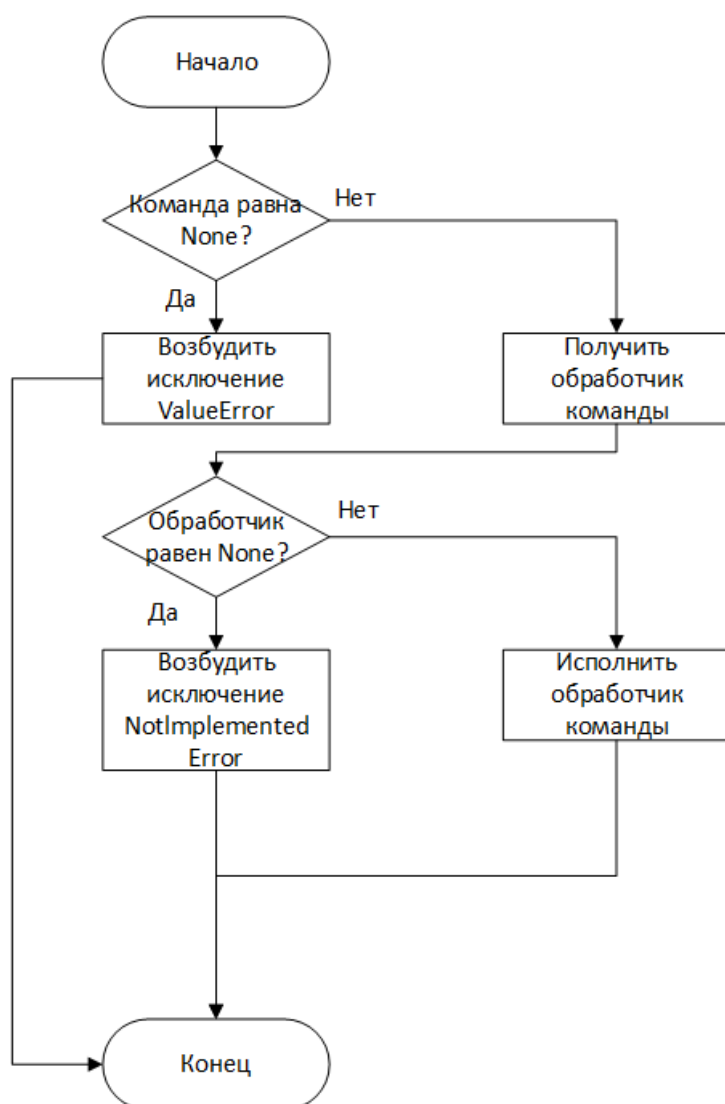 Начало
Команда равна
None?
Нет
Да
Возбудить
исключение
ValueError
Получить
обработчик
команды
Обработчик
равен None?
Нет
Да
Возбудить
исключение
NotImplemented
Error
Исполнить
обработчик
команды
Конец